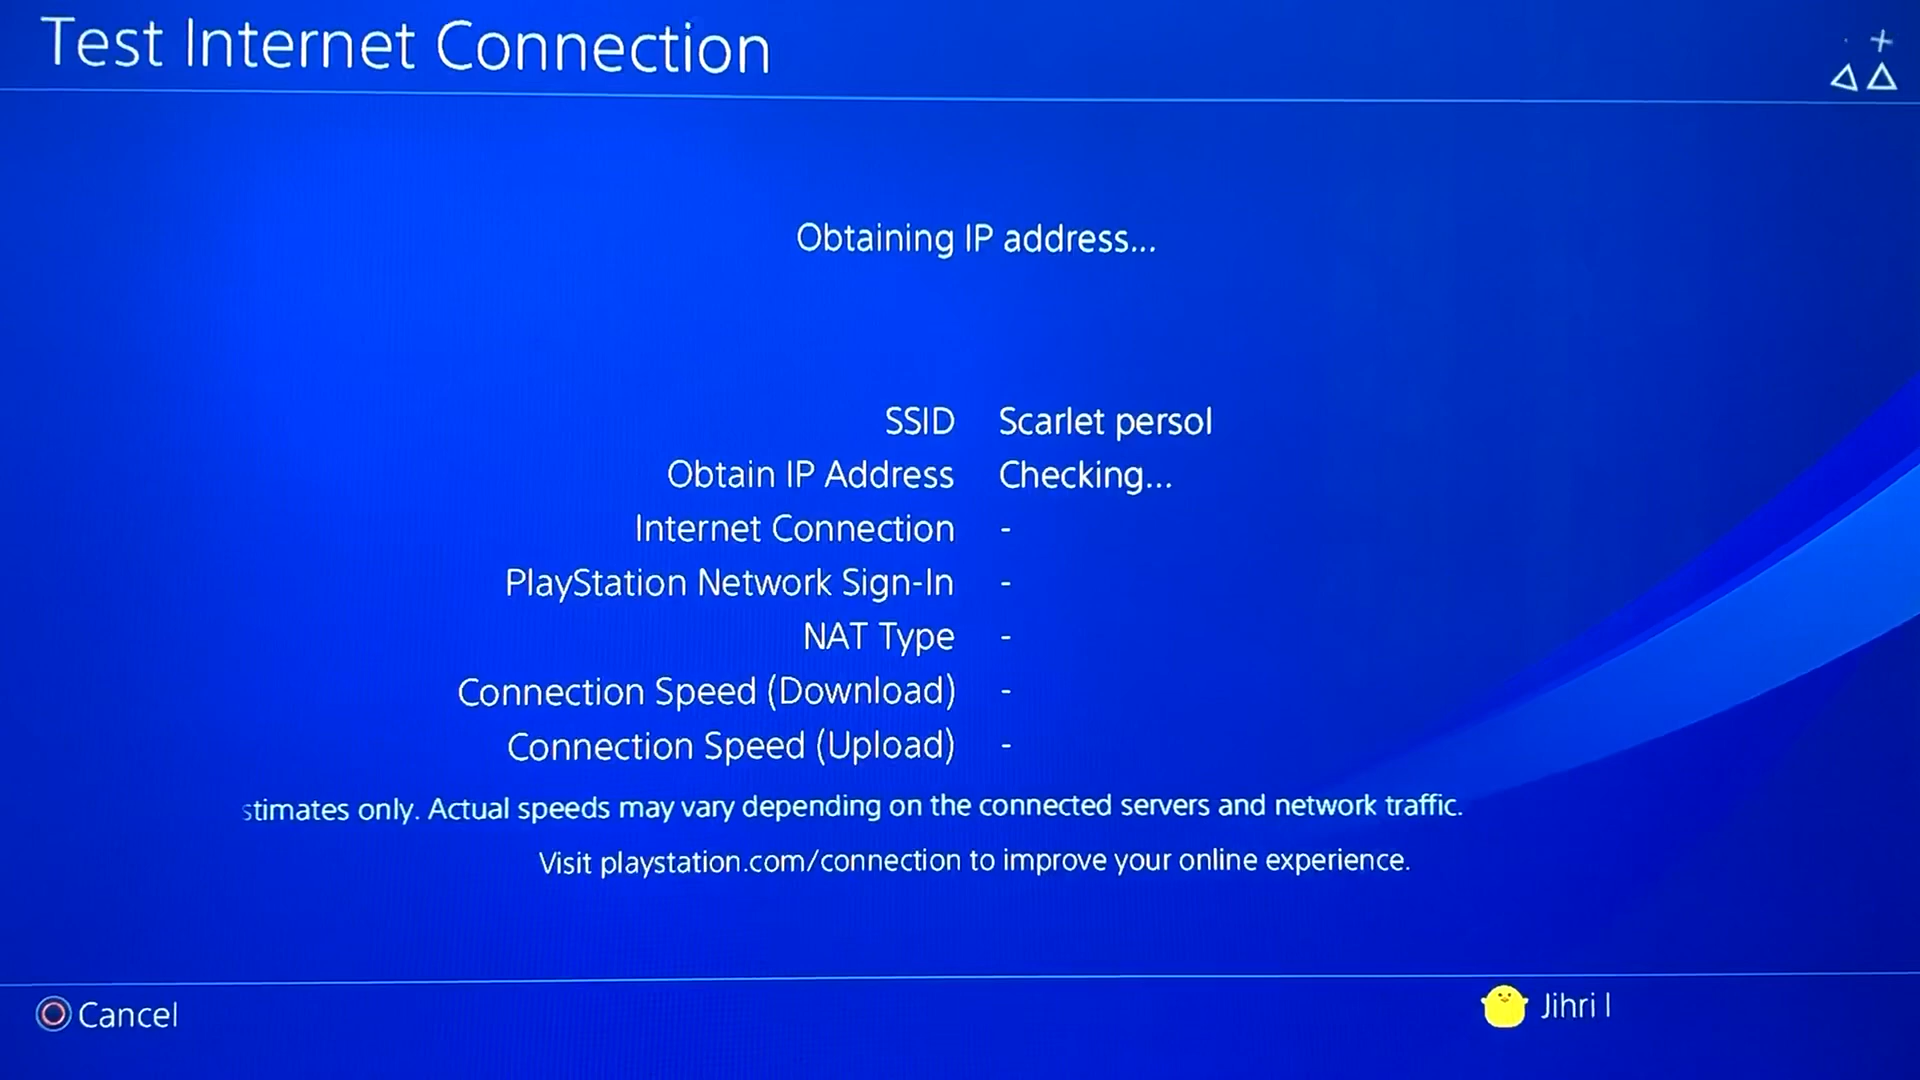 Test Internet Connection
Obtaining IP address...
SSID Scarlet persol
Obtain IP Address Checking...
Internet Connection -
PlayStation Network Sign-In -
NAT Type -
Connection Speed (Download) -
Connection Speed (Upload) -
stimates only. Actual speeds may vary depending on the connected servers and network traffic.
Visit playstation.com/connection to improve your online experience.
Cancel
Jihri l